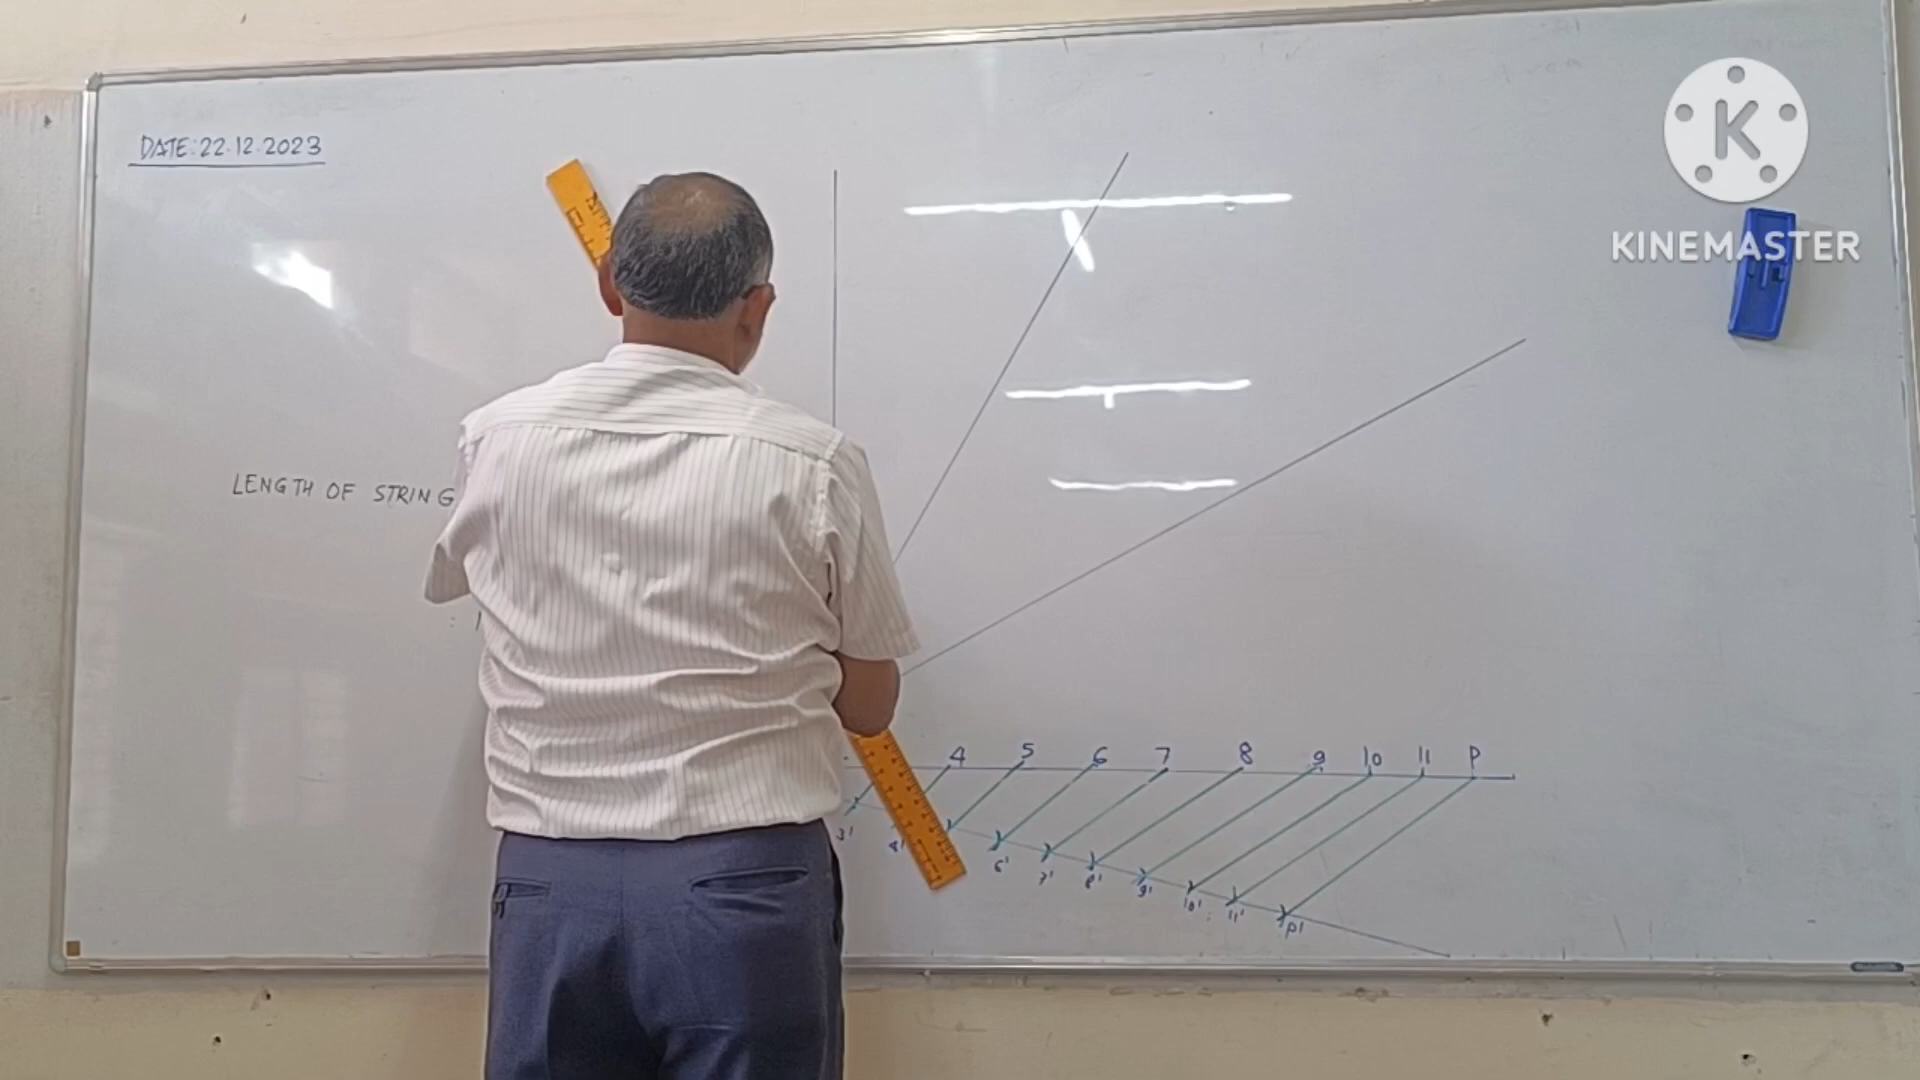 DATE: 22.12.2023
K
KINEMASTER
LENGTH OF STRING
4 5 6 7 8 9 10 11 P
3' 4' 6' 7' 8' 9' 10' 11' P'